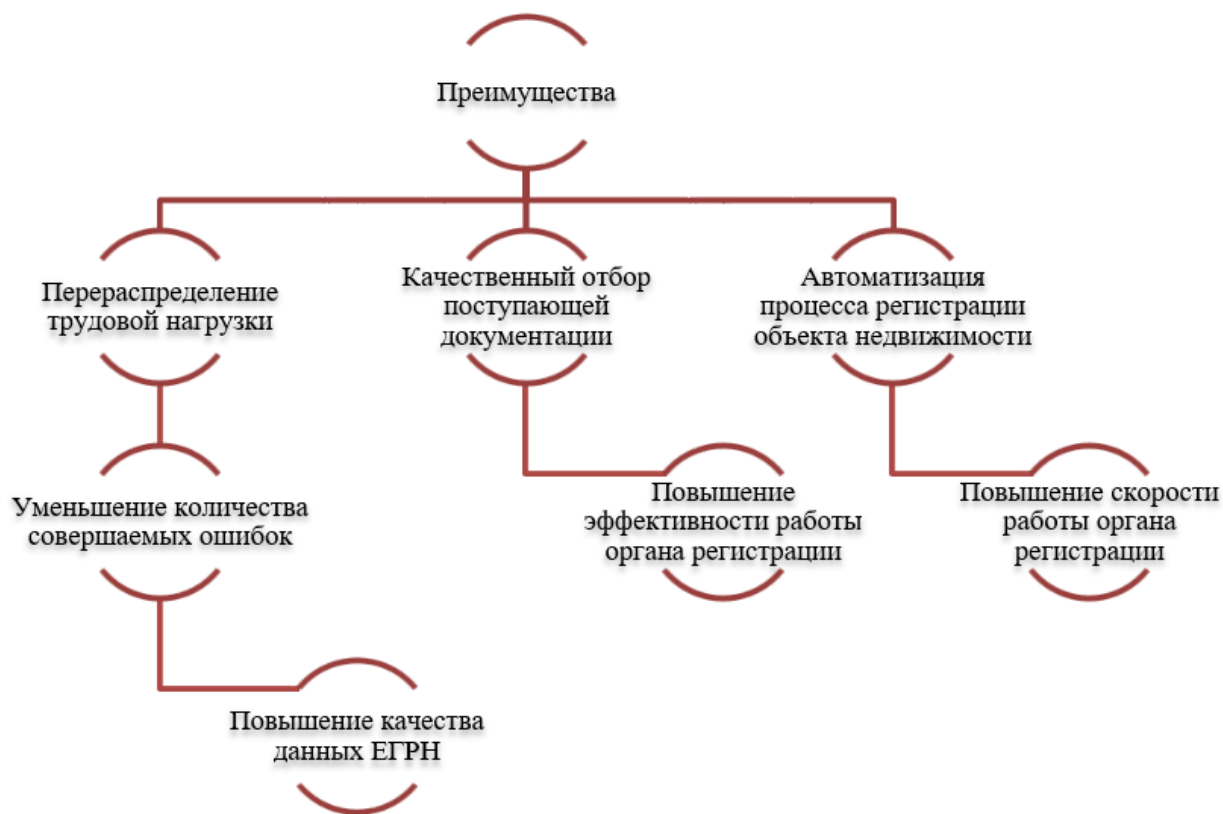 Преимущества
Перераспределение
трудовой нагрузки
Качественный отбор
поступающей
документации
Автоматизация
процесса регистрации
объекта недвижимости
Уменьшение количества
совершаемых ошибок
Повышение
эффективности работы
органа регистрации
Повышение скорости
работы органа
регистрации
Повышение качества
данных ЕГРН